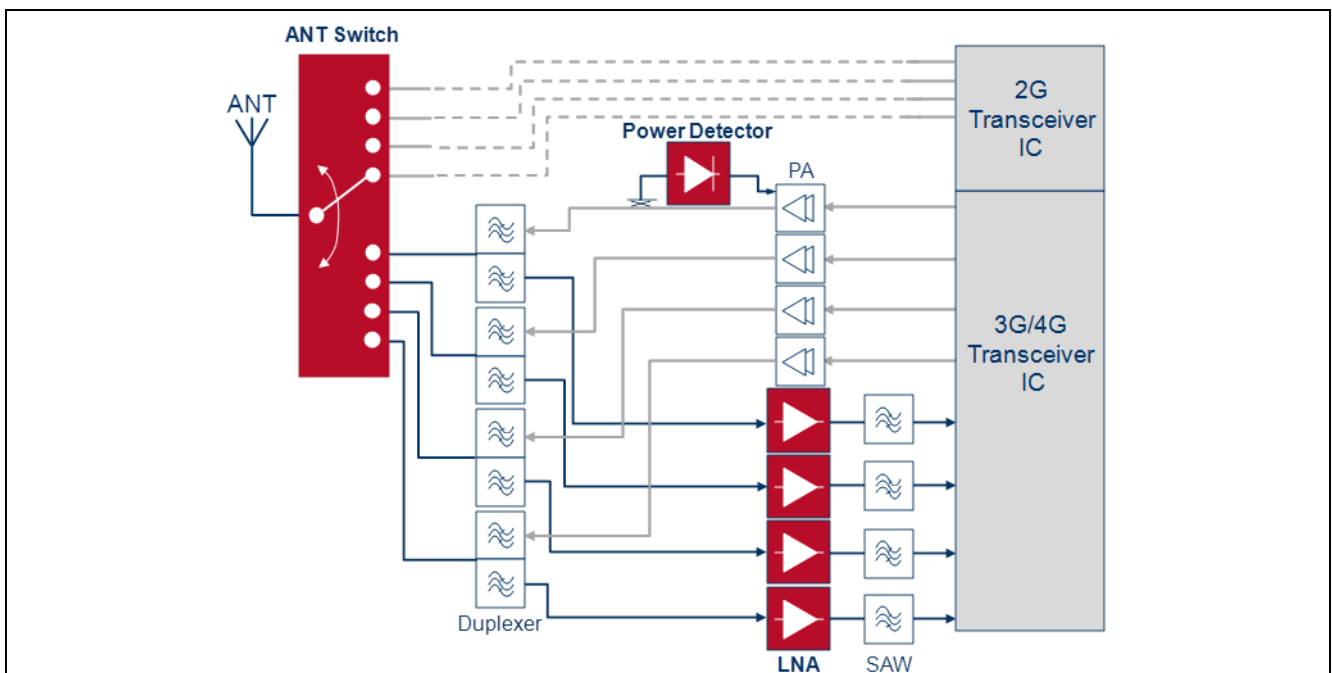 ANT Switch
ANT
2G
Transceiver
IC
Power Detector
PA
3G/4G
Transceiver
IC
Duplexer
LNA
SAW